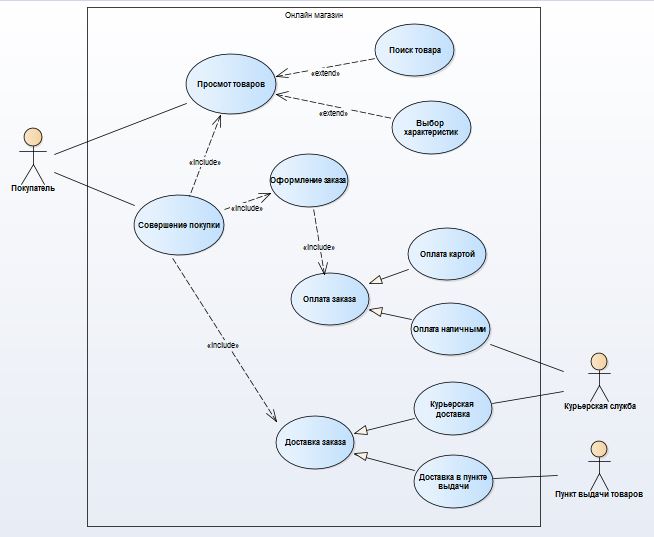 Онлайн магазин
Поиск товара
Просмот товаров
«extend»
«extend»
Выбор
характеристик
Покупатель
«include»
Оформление заказа
«include»
Совершение покупки
«include»
Оплата картой
Оплата заказа
Оплата наличными
«include»
Курьерская
доставка
Курьерская служба
Доставка заказа
Доставка в пункте
выдачи
Пункт выдачи товаров